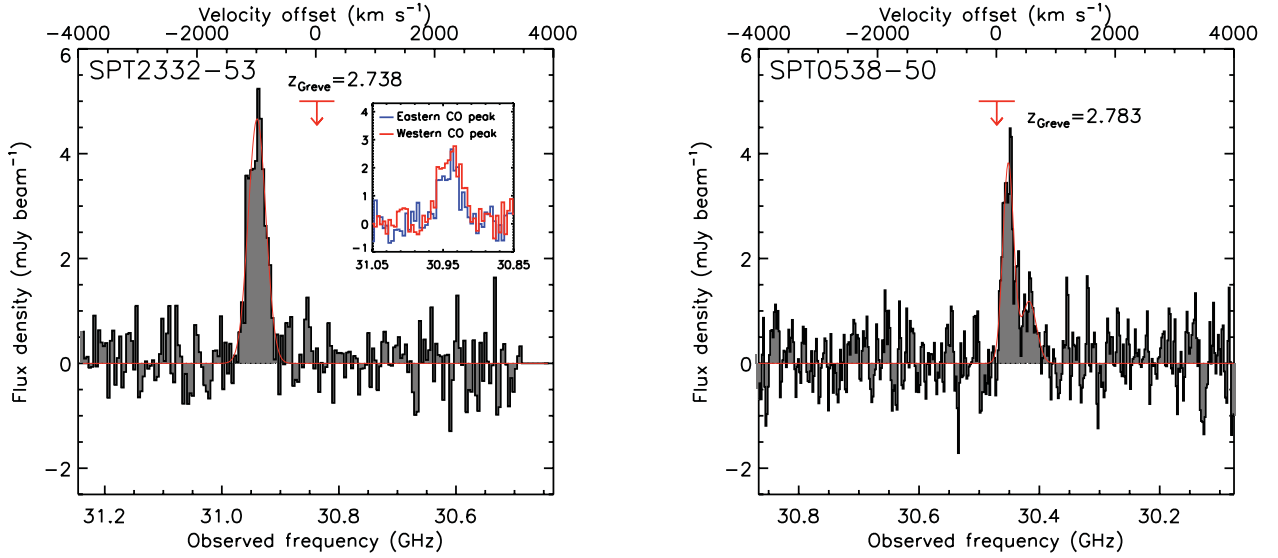 Velocity offset (km s⁻¹)
−4000 −2000 0 2000 4000
SPT2332−53
z_Greve=2.738
Eastern CO peak
Western CO peak
4
3
2
1
0
−1
31.05 30.95 30.85
6
4
2
0
−2
Flux density (mJy beam⁻¹)
31.2 31.0 30.8 30.6
Observed frequency (GHz)
Velocity offset (km s⁻¹)
−4000 −2000 0 2000 4000
SPT0538−50
z_Greve=2.783
6
4
2
0
−2
Flux density (mJy beam⁻¹)
30.8 30.6 30.4 30.2
Observed frequency (GHz)